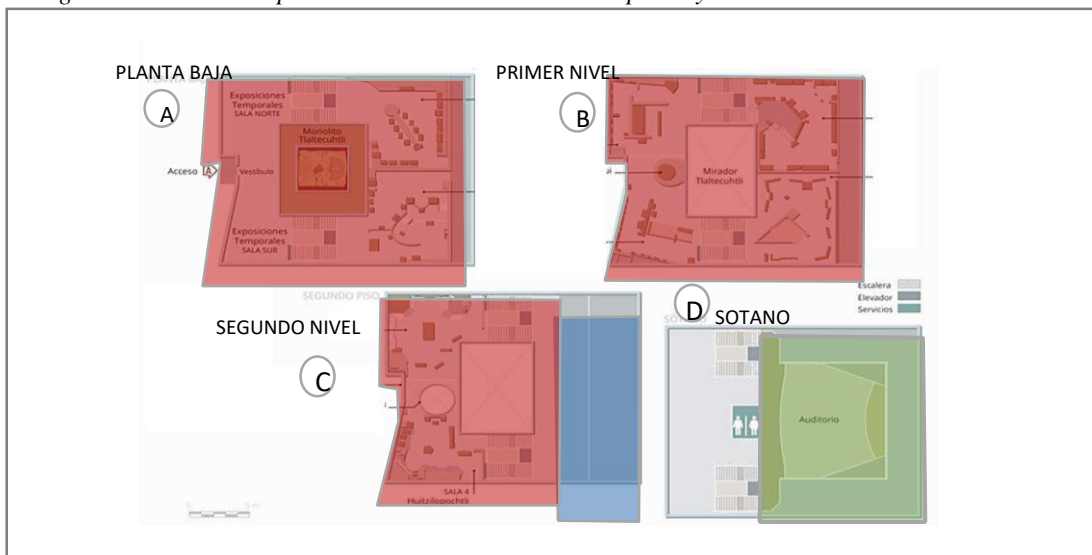 PLANTA BAJA
A
Exposiciones
Temporales
SALA NORTE
Monolito
Tlaltecuhtli
Acceso
A
Vestíbulo
Exposiciones
Temporales
SALA SUR
PRIMER NIVEL
B
Mirador
Tlaltecuhtli
SEGUNDO PISO
SEGUNDO NIVEL
C
SALA 4
Huitzilopochtli
Escalera
Elevador
Servicios
D
SOTANO
Auditorio